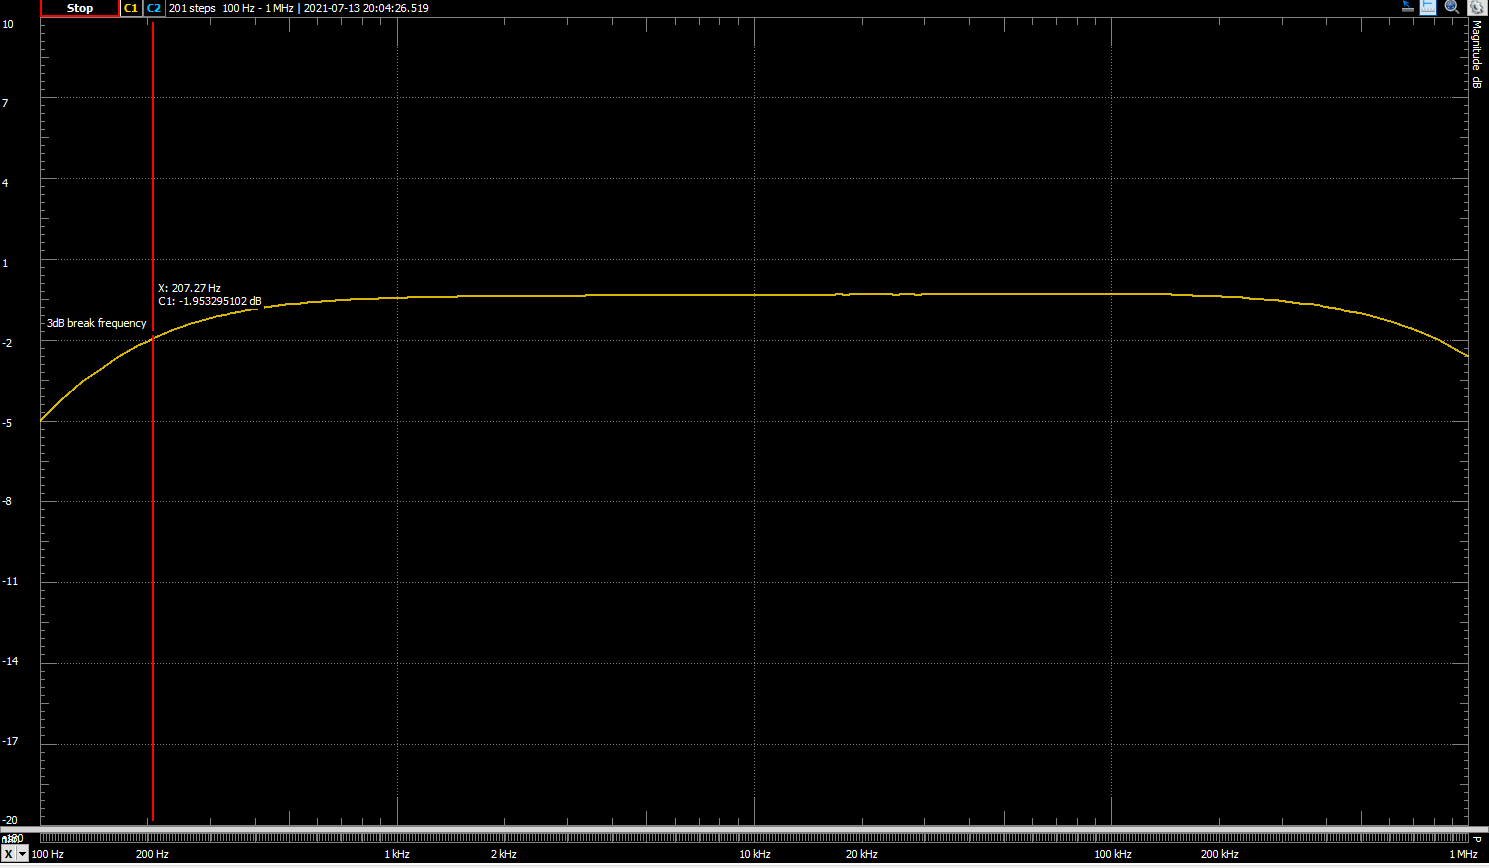 Stop C1 C2 201 steps 100 Hz - 1 MHz | 2021-07-13 20:04:26.519
Magnitude dB
10
7
4
1
X: 207.27 Hz
C1: -1.953295102 dB
3dB break frequency
-2
-5
-8
-11
-14
-17
-20
P
X 100 Hz 200 Hz 1 kHz 2 kHz 10 kHz 20 kHz 100 kHz 200 kHz 1 MHz